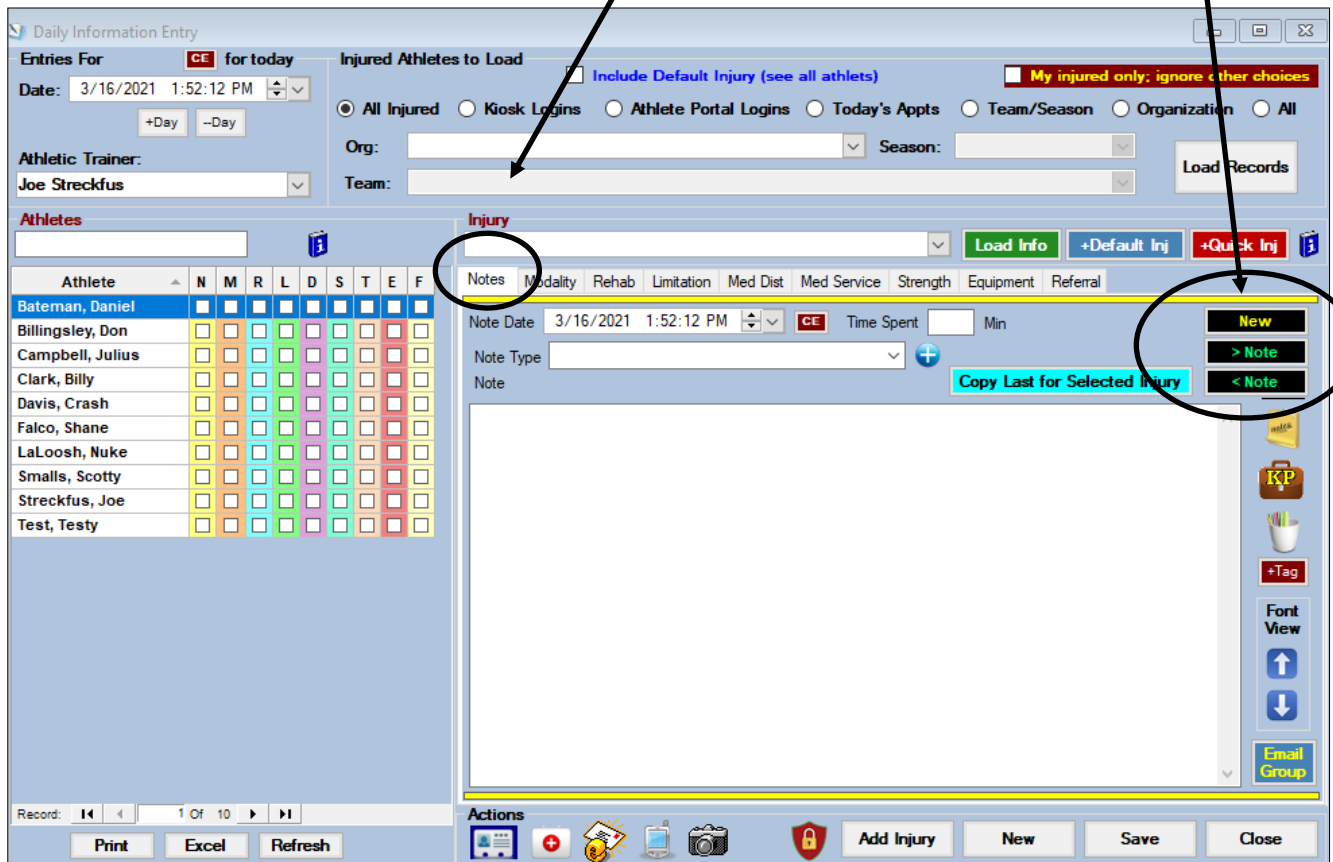 Daily Information Entry
Entries For CE for today
Date: 3/16/2021 1:52:12 PM
+Day --Day
Athletic Trainer:
Joe Streckfus
Injured Athletes to Load
Include Default Injury (see all athlets)
My injured only; ignore other choices
All Injured Kiosk Logins Athlete Portal Logins Today's Appts Team/Season Organization All
Org: Season:
Team:
Load Records
Athletes
Athlete N M R L D S T E F
Bateman, Daniel
Billingsley, Don
Campbell, Julius
Clark, Billy
Davis, Crash
Falco, Shane
LaLoosh, Nuke
Smalls, Scotty
Streckfus, Joe
Test, Testy
Record: 1 Of 10
Print Excel Refresh
Injury
Load Info +Default Inj +Quick Inj
Notes Modality Rehab Limitation Med Dist Med Service Strength Equipment Referral
Note Date 3/16/2021 1:52:12 PM CE Time Spent Min
New
Note Type
> Note
Note Copy Last for Selected Injury
< Note
notes
KP
+Tag
Font
View
Email
Group
Actions
Add Injury New Save Close